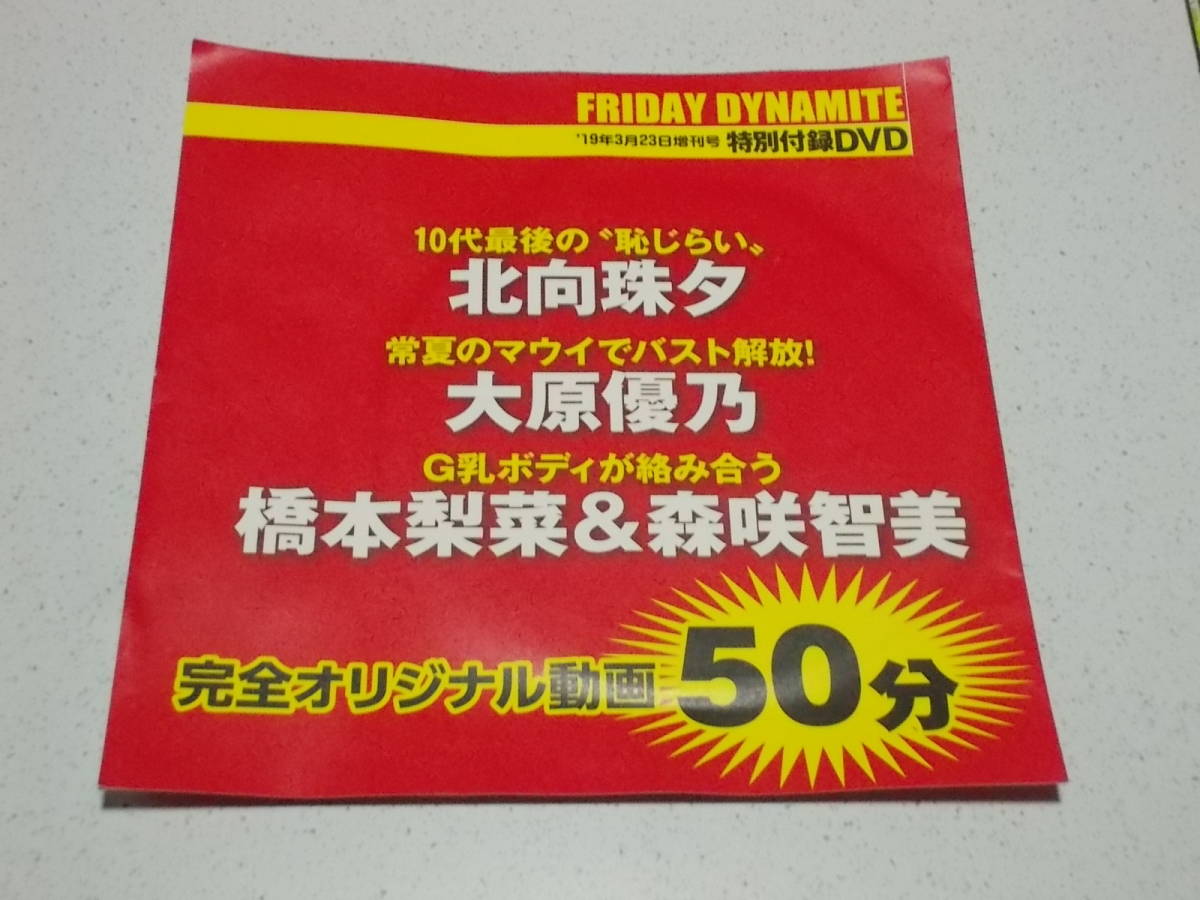 FRIDAY DYNAMITE
'19年3月23日増刊号 特別付録DVD
10代最後の〝恥じらい〟
北向珠夕
常夏のマウイでバスト解放!
大原優乃
G乳ボディが絡み合う
橋本梨菜&森咲智美
完全オリジナル動画 50分